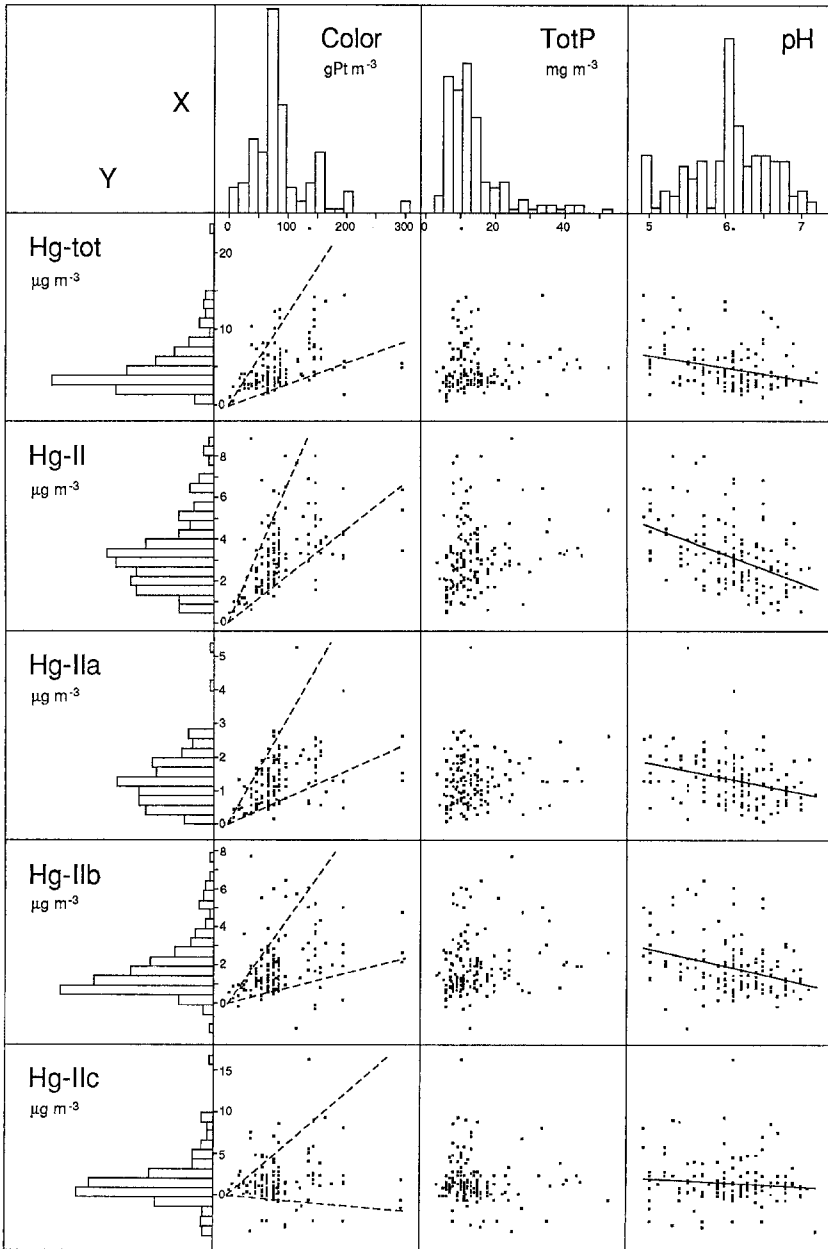 X
Y
Color
gPt m⁻³
TotP
mg m⁻³
pH
0 100 200 300
0 20 40
5 6 7
Hg-tot
µg m⁻³
20
10
0
Hg-II
µg m⁻³
8
6
4
2
0
Hg-IIa
µg m⁻³
5
4
3
2
1
0
Hg-IIb
µg m⁻³
8
6
4
2
0
Hg-IIc
µg m⁻³
15
10
5
0